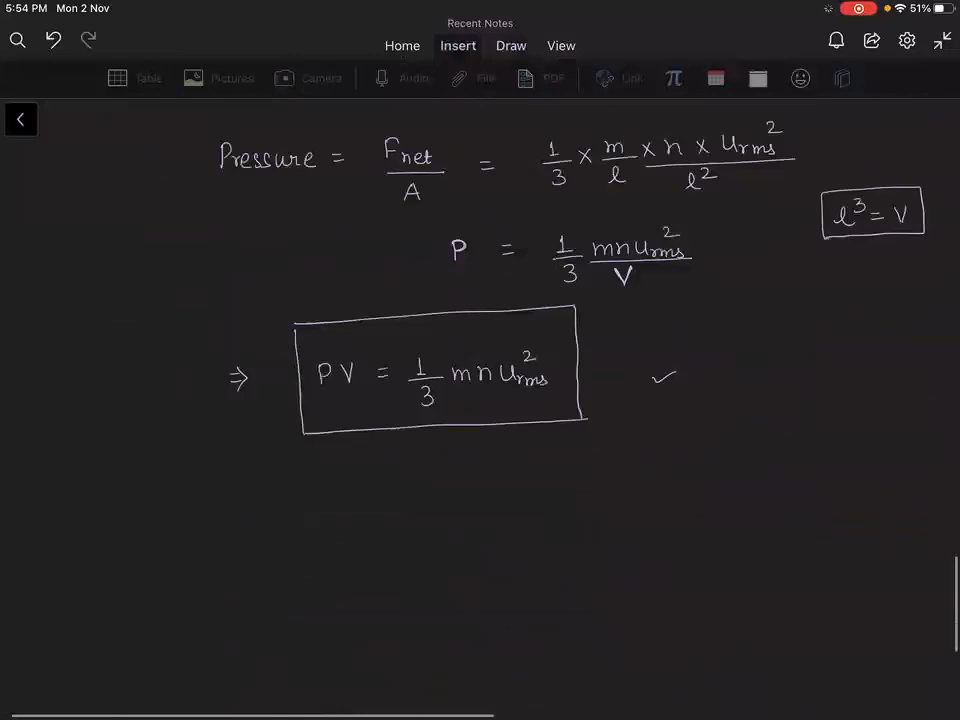 5:54 PM Mon 2 Nov
51%
Recent Notes
Home Insert Draw View
Table Pictures Camera Audio File PDF Link π
Pressure = Fnet/A = 1/3 × m/l × n × Urms²/l²
l³ = V
P = 1/3 mnurms²/V
⇒ PV = 1/3 mnurms² ✓